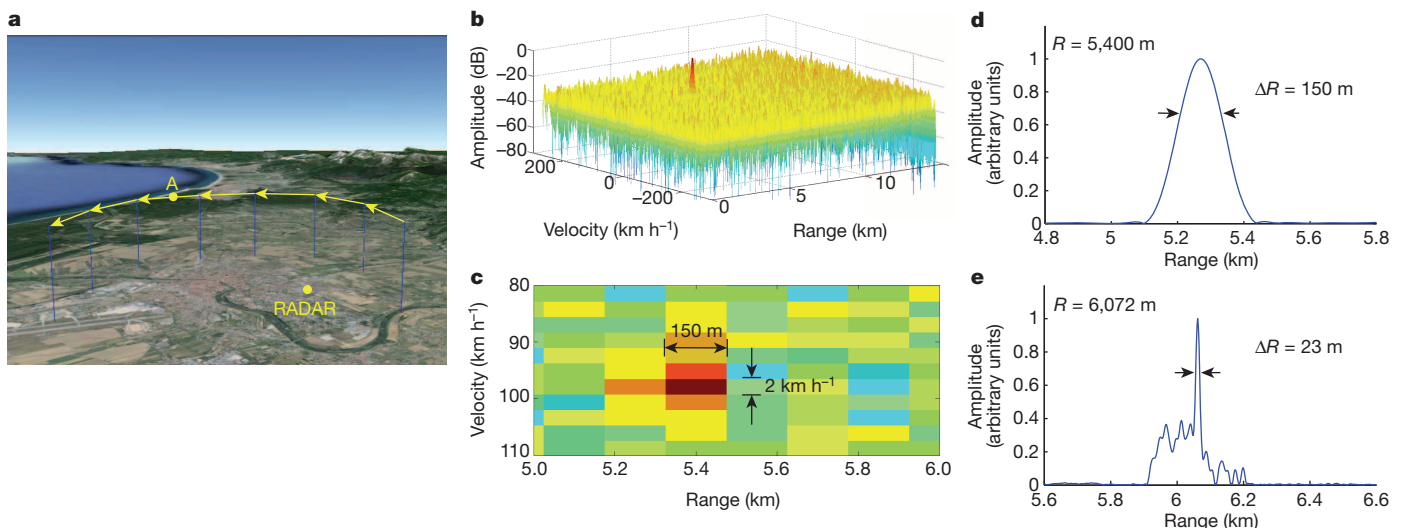 a
A
RADAR
b
0
−20
−40
−60
−80
Amplitude (dB)
200
0
−200
Velocity (km h⁻¹)
0
5
10
Range (km)
c
80
90
100
110
Velocity (km h⁻¹)
150 m
2 km h⁻¹
5.0 5.2 5.4 5.6 5.8 6.0
Range (km)
d
R = 5,400 m
ΔR = 150 m
1
0.8
0.6
0.4
0.2
0
Amplitude
(arbitrary units)
4.8 5 5.2 5.4 5.6 5.8
Range (km)
e
R = 6,072 m
ΔR = 23 m
1
0.8
0.6
0.4
0.2
0
Amplitude
(arbitrary units)
5.6 5.8 6 6.2 6.4 6.6
Range (km)